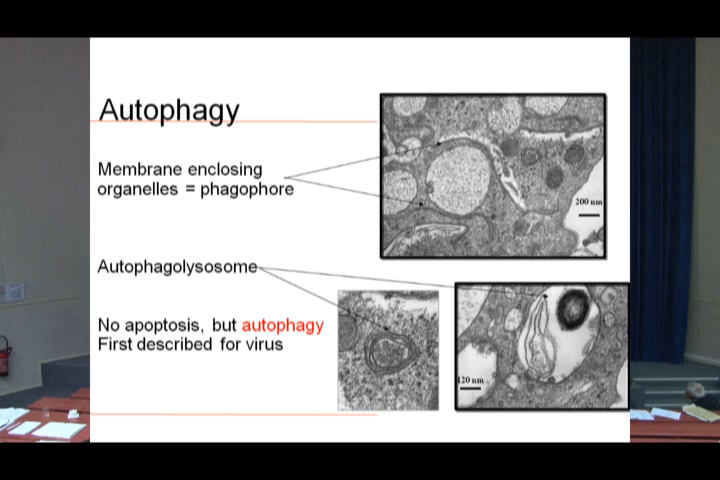 Autophagy
Membrane enclosing
organelles = phagophore
200 nm
Autophagolysosome
No apoptosis, but autophagy
First described for virus
120 nm